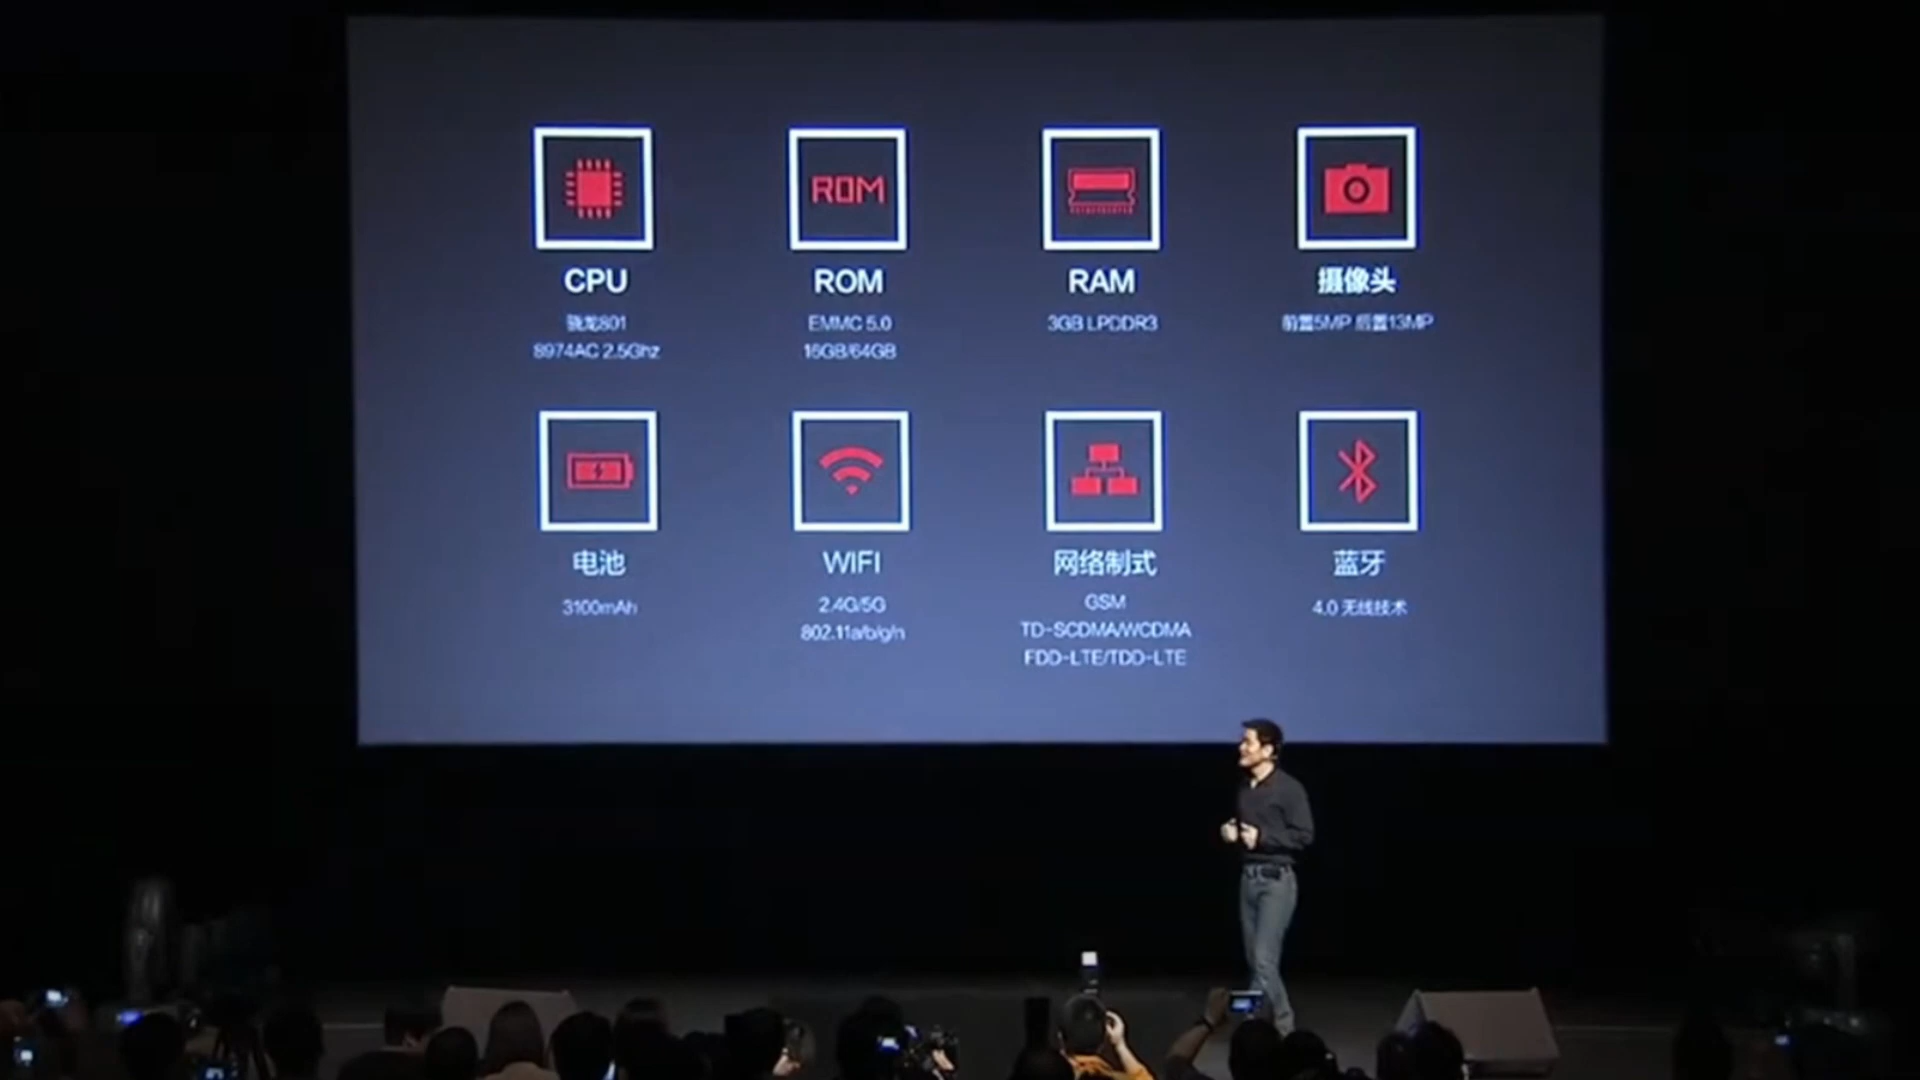 ROM
CPU
骁龙801
8974AC 2.5Ghz
ROM
EMMC 5.0
16GB/64GB
RAM
3GB LPDDR3
摄像头
前置5MP 后置13MP
电池
3100mAh
WIFI
2.4G/5G
802.11a/b/g/n
网络制式
GSM
TD-SCDMA/WCDMA
FDD-LTE/TDD-LTE
蓝牙
4.0 无线技术